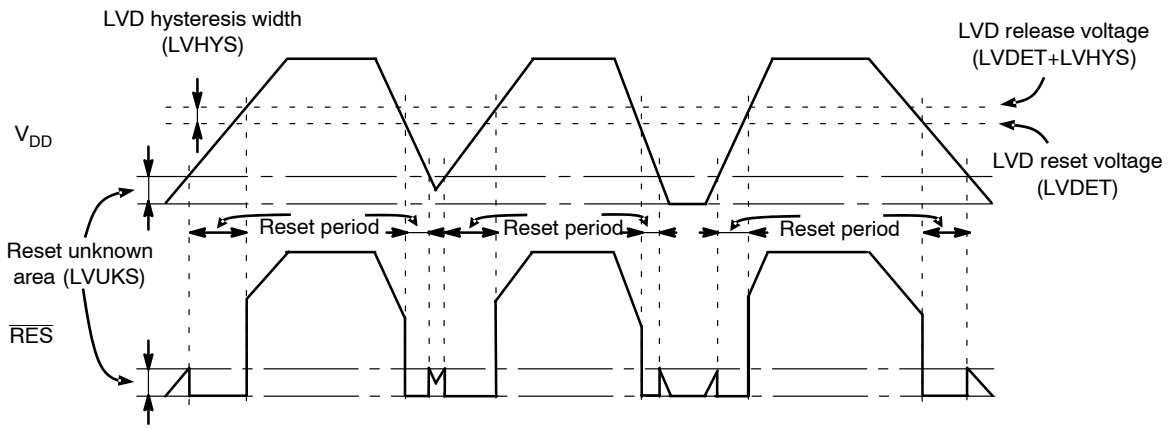 LVD hysteresis width
(LVHYS)
LVD release voltage
(LVDET+LVHYS)
VDD
LVD reset voltage
(LVDET)
Reset period
Reset period
Reset period
Reset unknown
area (LVUKS)
RES